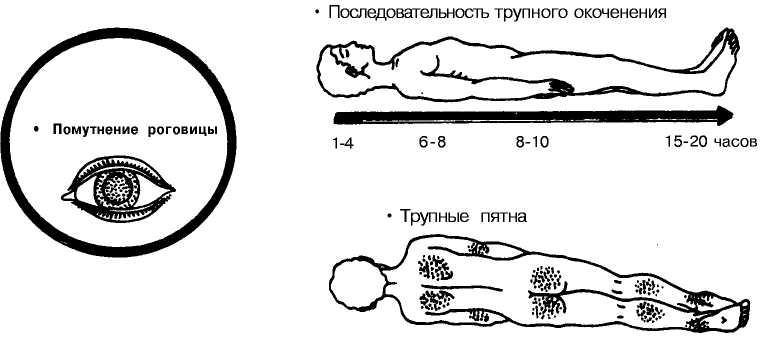 • Последовательность трупного окоченения
• Помутнение роговицы
1-4 6-8 8-10 15-20 часов
• Трупные пятна